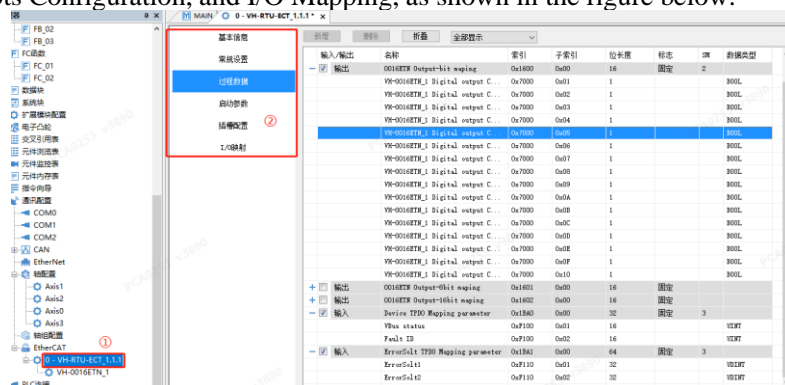 ots Configuration, and I/O Mapping, as shown in the figure below.
器
MAIN
0 - VH-RTU-ECT_1.1.1 *
FB_02
FB_03
FC函数
FC_01
FC_02
数据块
系统块
扩展模块配置
电子凸轮
交叉引用表
元件浏览表
元件监控表
元件内存表
指令向导
通讯配置
COM0
COM1
COM2
CAN
EtherNet
轴配置
Axis1
Axis2
Axis0
Axis3
轴组配置
EtherCAT
①
0 - VH-RTU-ECT_1.1.1
VH-0016ETN_1
基本信息
常规设置
过程数据
启动参数
插槽配置
②
I/O映射
新增 删除 折叠 全部显示
输入/输出 名称 索引 子索引 位长度 标志 SM 数据类型
输出 0016ETN Output-bit maping 0x1600 0x00 16 固定 2
VH-0016ETN_1 Digital output C... 0x7000 0x01 1 BOOL
VH-0016ETN_1 Digital output C... 0x7000 0x02 1 BOOL
VH-0016ETN_1 Digital output C... 0x7000 0x03 1 BOOL
VH-0016ETN_1 Digital output C... 0x7000 0x04 1 BOOL
VH-0016ETN_1 Digital output C... 0x7000 0x05 1 BOOL
VH-0016ETN_1 Digital output C... 0x7000 0x06 1 BOOL
VH-0016ETN_1 Digital output C... 0x7000 0x07 1 BOOL
VH-0016ETN_1 Digital output C... 0x7000 0x08 1 BOOL
VH-0016ETN_1 Digital output C... 0x7000 0x09 1 BOOL
VH-0016ETN_1 Digital output C... 0x7000 0x0A 1 BOOL
VH-0016ETN_1 Digital output C... 0x7000 0x0B 1 BOOL
VH-0016ETN_1 Digital output C... 0x7000 0x0C 1 BOOL
VH-0016ETN_1 Digital output C... 0x7000 0x0D 1 BOOL
VH-0016ETN_1 Digital output C... 0x7000 0x0E 1 BOOL
VH-0016ETN_1 Digital output C... 0x7000 0x0F 1 BOOL
VH-0016ETN_1 Digital output C... 0x7000 0x10 1 BOOL
输出 0016ETN Output-8bit maping 0x1601 0x00 16 固定
输出 0016ETN Output-16bit maping 0x1602 0x00 16 固定
输入 Device TPDO Mapping parameter 0x1BA0 0x00 32 固定 3
VBus status 0xF100 0x01 16 UINT
Fault ID 0xF100 0x02 16 UINT
输入 ErrorSolt TPDO Mapping parameter 0x1BA1 0x00 64 固定 3
ErrorSolt1 0xF110 0x01 32 UDINT
ErrorSolt2 0xF110 0x02 32 UDINT